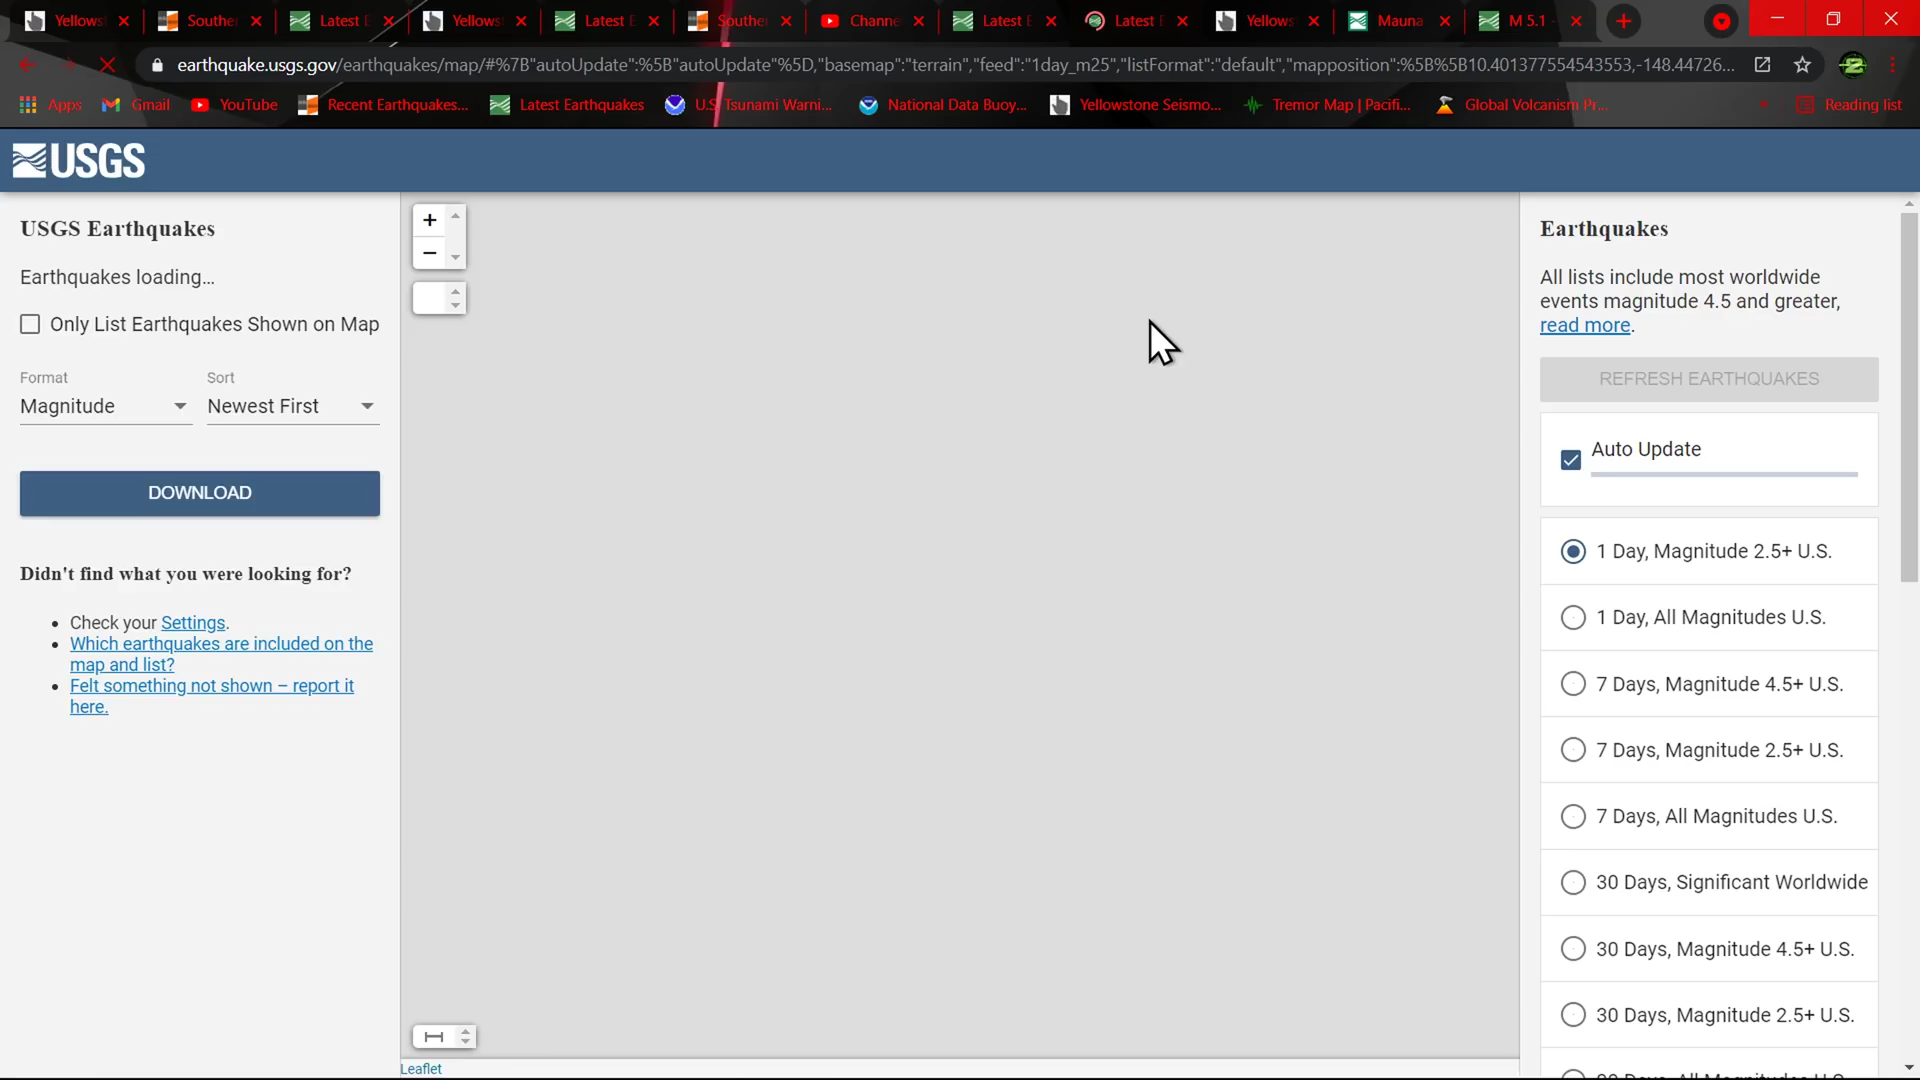 Yellows
Southe
Latest E
Yellows
Latest E
Southe
Channe
Latest E
Latest E
Yellows
Mauna
M 5.1
earthquake.usgs.gov/earthquakes/map/#%7B"autoUpdate":%5B"autoUpdate"%5D,"basemap":"terrain","feed":"1day_m25","listFormat":"default","mapposition":%5B%5B10.401377554543553,-148.44726...
Apps
Gmail
YouTube
Recent Earthquakes...
Latest Earthquakes
U.S. Tsunami Warni...
National Data Buoy...
Yellowstone Seismo...
Tremor Map | Pacifi...
Global Volcanism Pr...
Reading list
USGS
USGS Earthquakes
Earthquakes loading...
Only List Earthquakes Shown on Map
Format
Sort
Magnitude
Newest First
DOWNLOAD
Didn't find what you were looking for?
Check your Settings.
Which earthquakes are included on the
map and list?
Felt something not shown – report it
here.
+
−
Leaflet
Earthquakes
All lists include most worldwide
events magnitude 4.5 and greater,
read more.
REFRESH EARTHQUAKES
Auto Update
1 Day, Magnitude 2.5+ U.S.
1 Day, All Magnitudes U.S.
7 Days, Magnitude 4.5+ U.S.
7 Days, Magnitude 2.5+ U.S.
7 Days, All Magnitudes U.S.
30 Days, Significant Worldwide
30 Days, Magnitude 4.5+ U.S.
30 Days, Magnitude 2.5+ U.S.